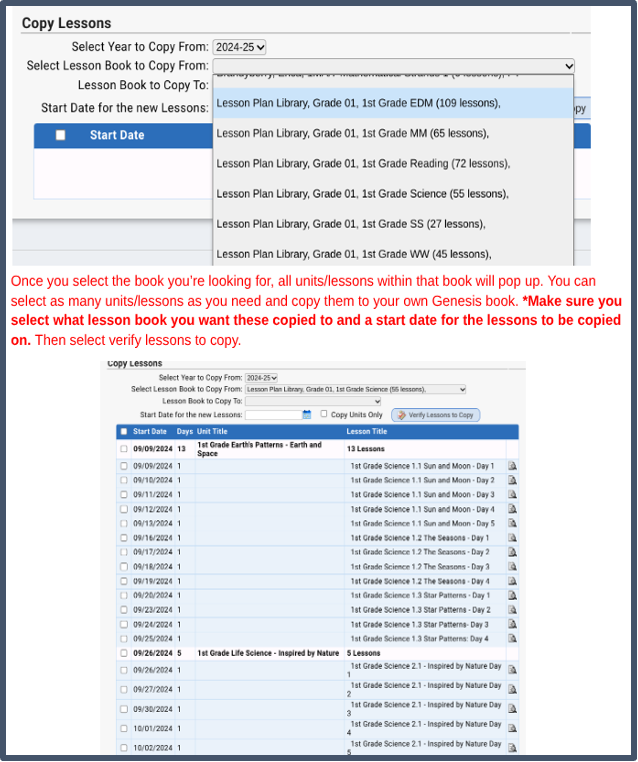 Copy Lessons
Select Year to Copy From: 2024-25
Select Lesson Book to Copy From:
Lesson Book to Copy To:
Lesson Plan Library, Grade 01, 1st Grade EDM (109 lessons),
Start Date for the new Lessons:
Lesson Plan Library, Grade 01, 1st Grade MM (65 lessons),
Start Date
Lesson Plan Library, Grade 01, 1st Grade Reading (72 lessons),
Lesson Plan Library, Grade 01, 1st Grade Science (55 lessons),
Lesson Plan Library, Grade 01, 1st Grade SS (27 lessons),
Lesson Plan Library, Grade 01, 1st Grade WW (45 lessons),
Once you select the book you're looking for, all units/lessons within that book will pop up. You can
select as many units/lessons as you need and copy them to your own Genesis book. *Make sure you
select what lesson book you want these copied to and a start date for the lessons to be copied
on. Then select verify lessons to copy.
Copy Lessons
Select Year to Copy From: 2024-25
Select Lesson Book to Copy From: Lesson Plan Library, Grade 01, 1st Grade Science (55 lessons),
Lesson Book to Copy To:
Start Date for the new Lessons: Copy Units Only Verify Lessons to Copy
Start Date Days Unit Title Lesson Title
09/09/2024 13 1st Grade Earth's Patterns - Earth and
Space 13 Lessons
09/09/2024 1 1st Grade Science 1.1 Sun and Moon - Day 1
09/10/2024 1 1st Grade Science 1.1 Sun and Moon - Day 2
09/11/2024 1 1st Grade Science 1.1 Sun and Moon - Day 3
09/12/2024 1 1st Grade Science 1.1 Sun and Moon - Day 4
09/13/2024 1 1st Grade Science 1.1 Sun and Moon - Day 5
09/16/2024 1 1st Grade Science 1.2 The Seasons - Day 1
09/17/2024 1 1st Grade Science 1.2 The Seasons - Day 2
09/18/2024 1 1st Grade Science 1.2 The Seasons - Day 3
09/19/2024 1 1st Grade Science 1.2 The Seasons - Day 4
09/20/2024 1 1st Grade Science 1.3 Star Patterns - Day 1
09/23/2024 1 1st Grade Science 1.3 Star Patterns - Day 2
09/24/2024 1 1st Grade Science 1.3 Star Patterns- Day 3
09/25/2024 1 1st Grade Science 1.3 Star Patterns: Day 4
09/26/2024 5 1st Grade Life Science - Inspired by Nature 5 Lessons
09/26/2024 1 1st Grade Science 2.1 - Inspired by Nature Day
1
09/27/2024 1 1st Grade Science 2.1 - Inspired by Nature Day
2
09/30/2024 1 1st Grade Science 2.1 - Inspired by Nature Day
3
10/01/2024 1 1st Grade Science 2.1 - Inspired by Nature Day
4
10/02/2024 1 1st Grade Science 2.1 - Inspired by Nature Day
5